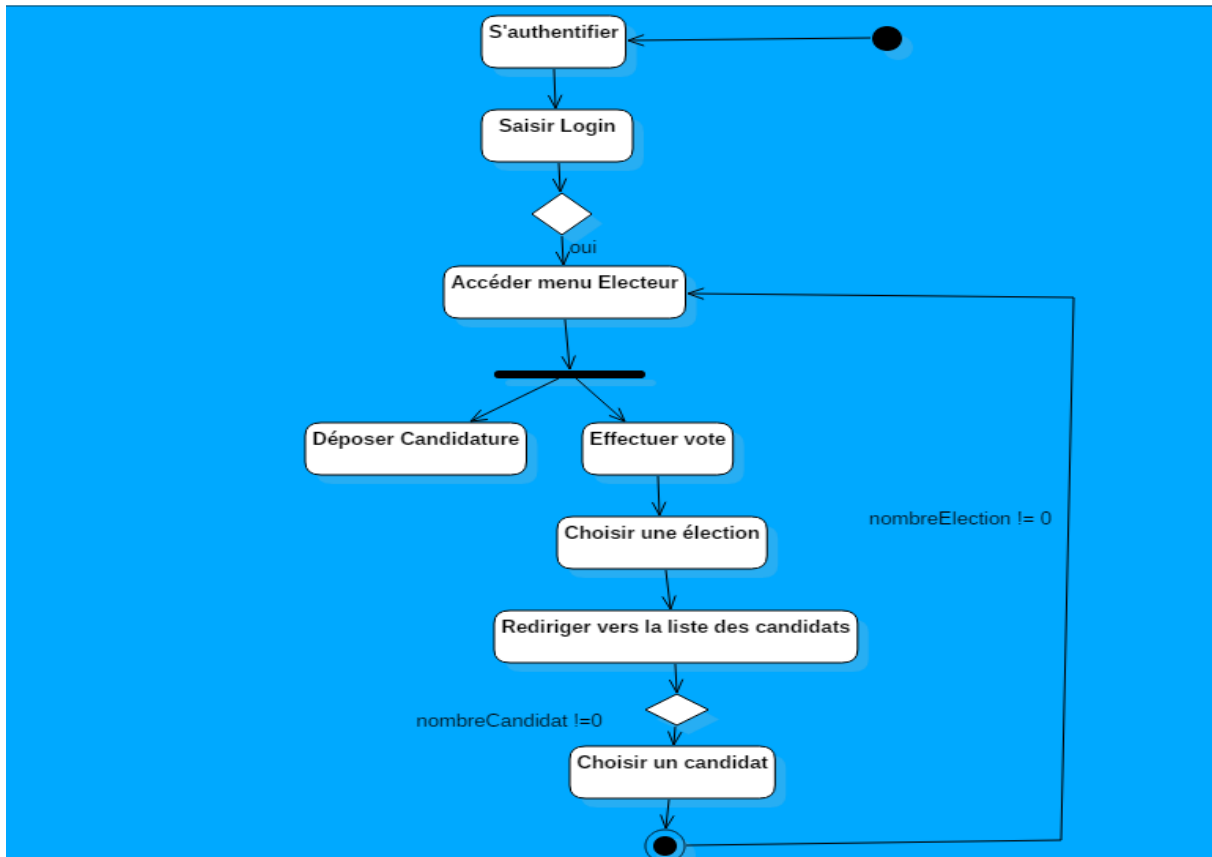 S'authentifier
Saisir Login
oui
Accéder menu Electeur
Déposer Candidature
Effectuer vote
nombreElection != 0
Choisir une élection
Rediriger vers la liste des candidats
nombreCandidat !=0
Choisir un candidat